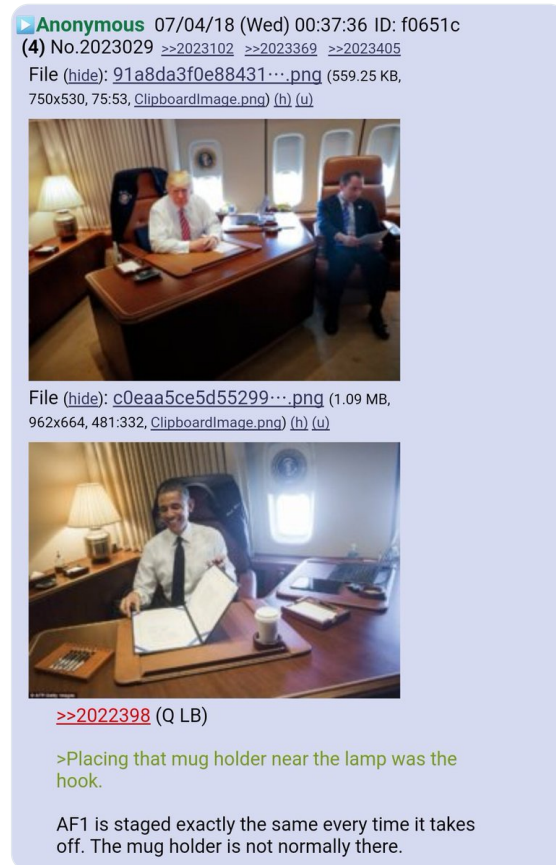 Anonymous 07/04/18 (Wed) 00:37:36 ID: f0651c
(4) No.2023029 >>2023102 >>2023369 >>2023405
File (hide): 91a8da3f0e88431⋯.png (559.25 KB,
750x530, 75:53, ClipboardImage.png) (h) (u)
File (hide): c0eaa5ce5d55299⋯.png (1.09 MB,
962x664, 481:332, ClipboardImage.png) (h) (u)
>>2022398 (Q LB)
>Placing that mug holder near the lamp was the
hook.
AF1 is staged exactly the same every time it takes
off. The mug holder is not normally there.